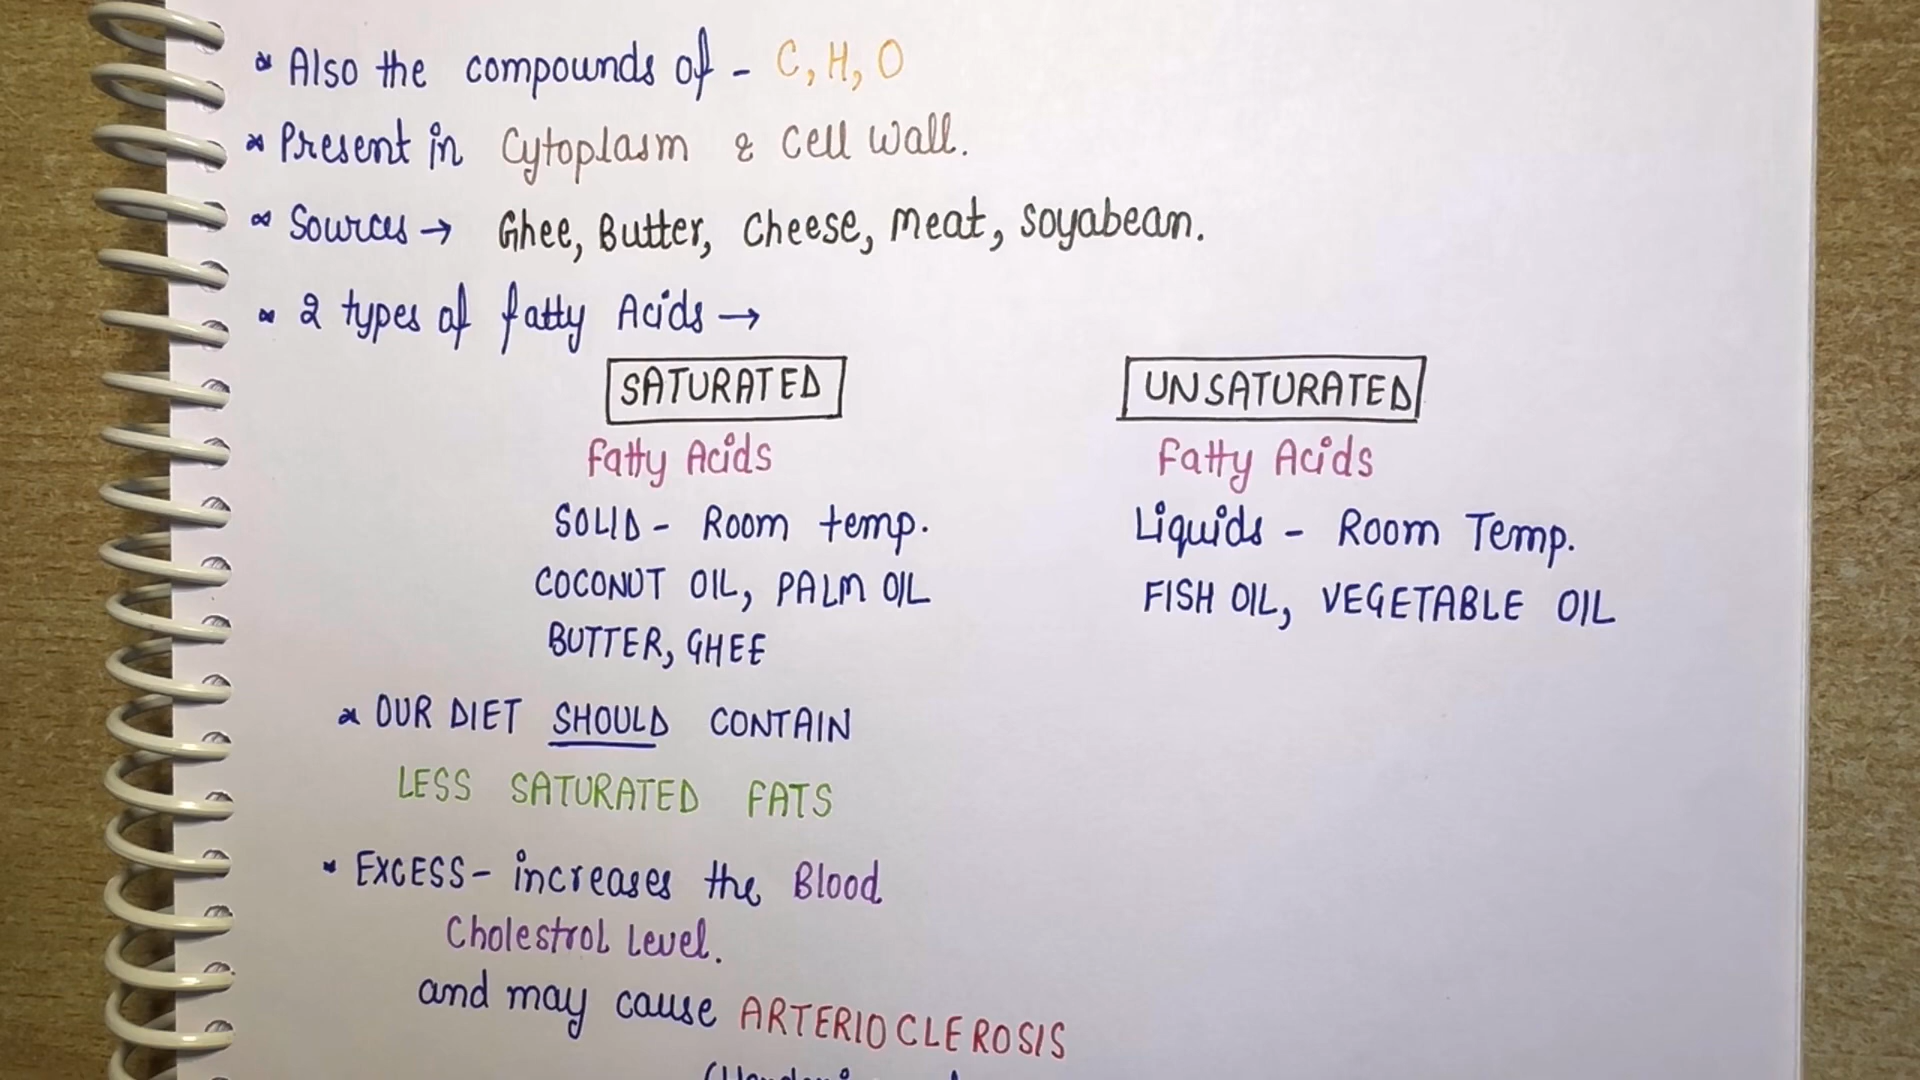 * Also the compounds of - C, H, O
* Present in Cytoplasm & Cell Wall.
* Sources → Ghee, Butter, Cheese, Meat, Soyabean.
* 2 types of fatty Acids →
SATURATED
Fatty Acids
SOLID - Room temp.
COCONUT OIL, PALM OIL
BUTTER, GHEE
UNSATURATED
Fatty Acids
Liquids - Room Temp.
FISH OIL, VEGETABLE OIL
* OUR DIET SHOULD CONTAIN
LESS SATURATED FATS
* EXCESS - increases the Blood
Cholestrol Level.
and may cause ARTERIOCLEROSIS